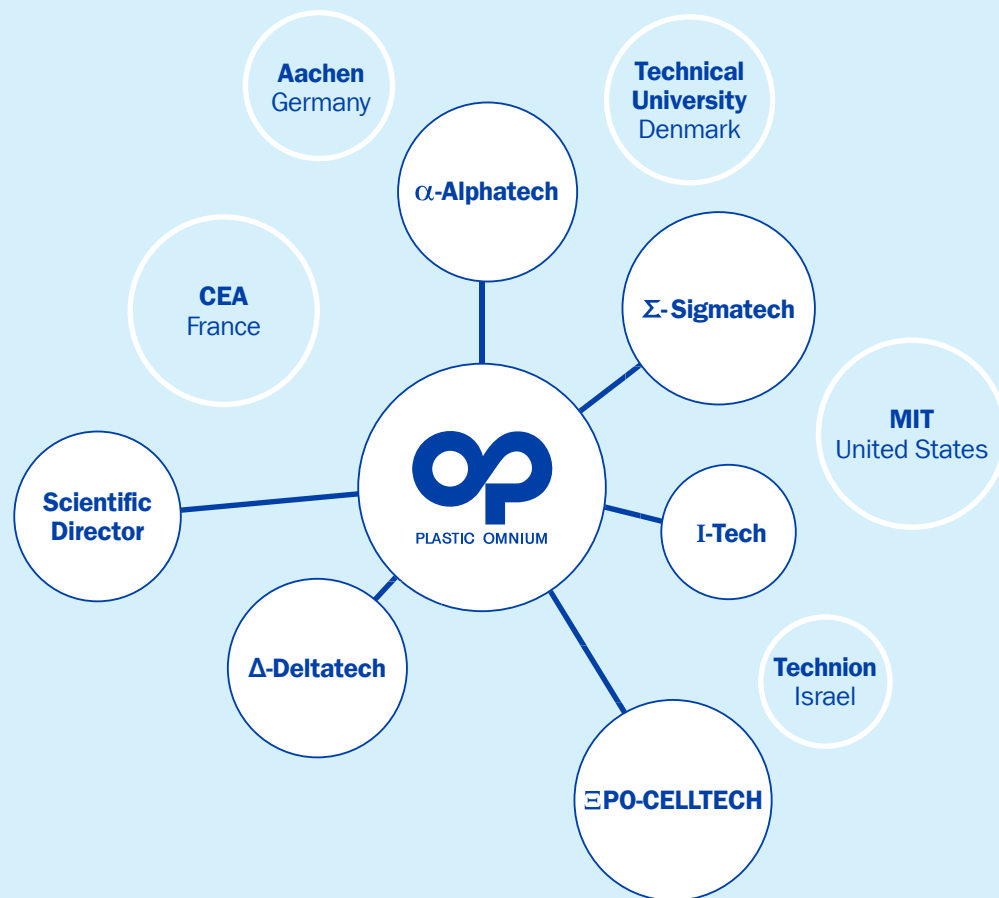 Aachen
Germany
Technical
University
Denmark
α-Alphatech
CEA
France
Σ-Sigmatech
MIT
United States
Scientific
Director
OP
PLASTIC OMNIUM
I-Tech
Δ-Deltatech
Technion
Israel
ΞPO-CELLTECH